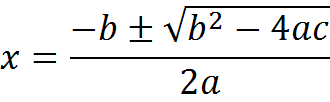 x = (-b ± √(b² − 4ac)) / 2a